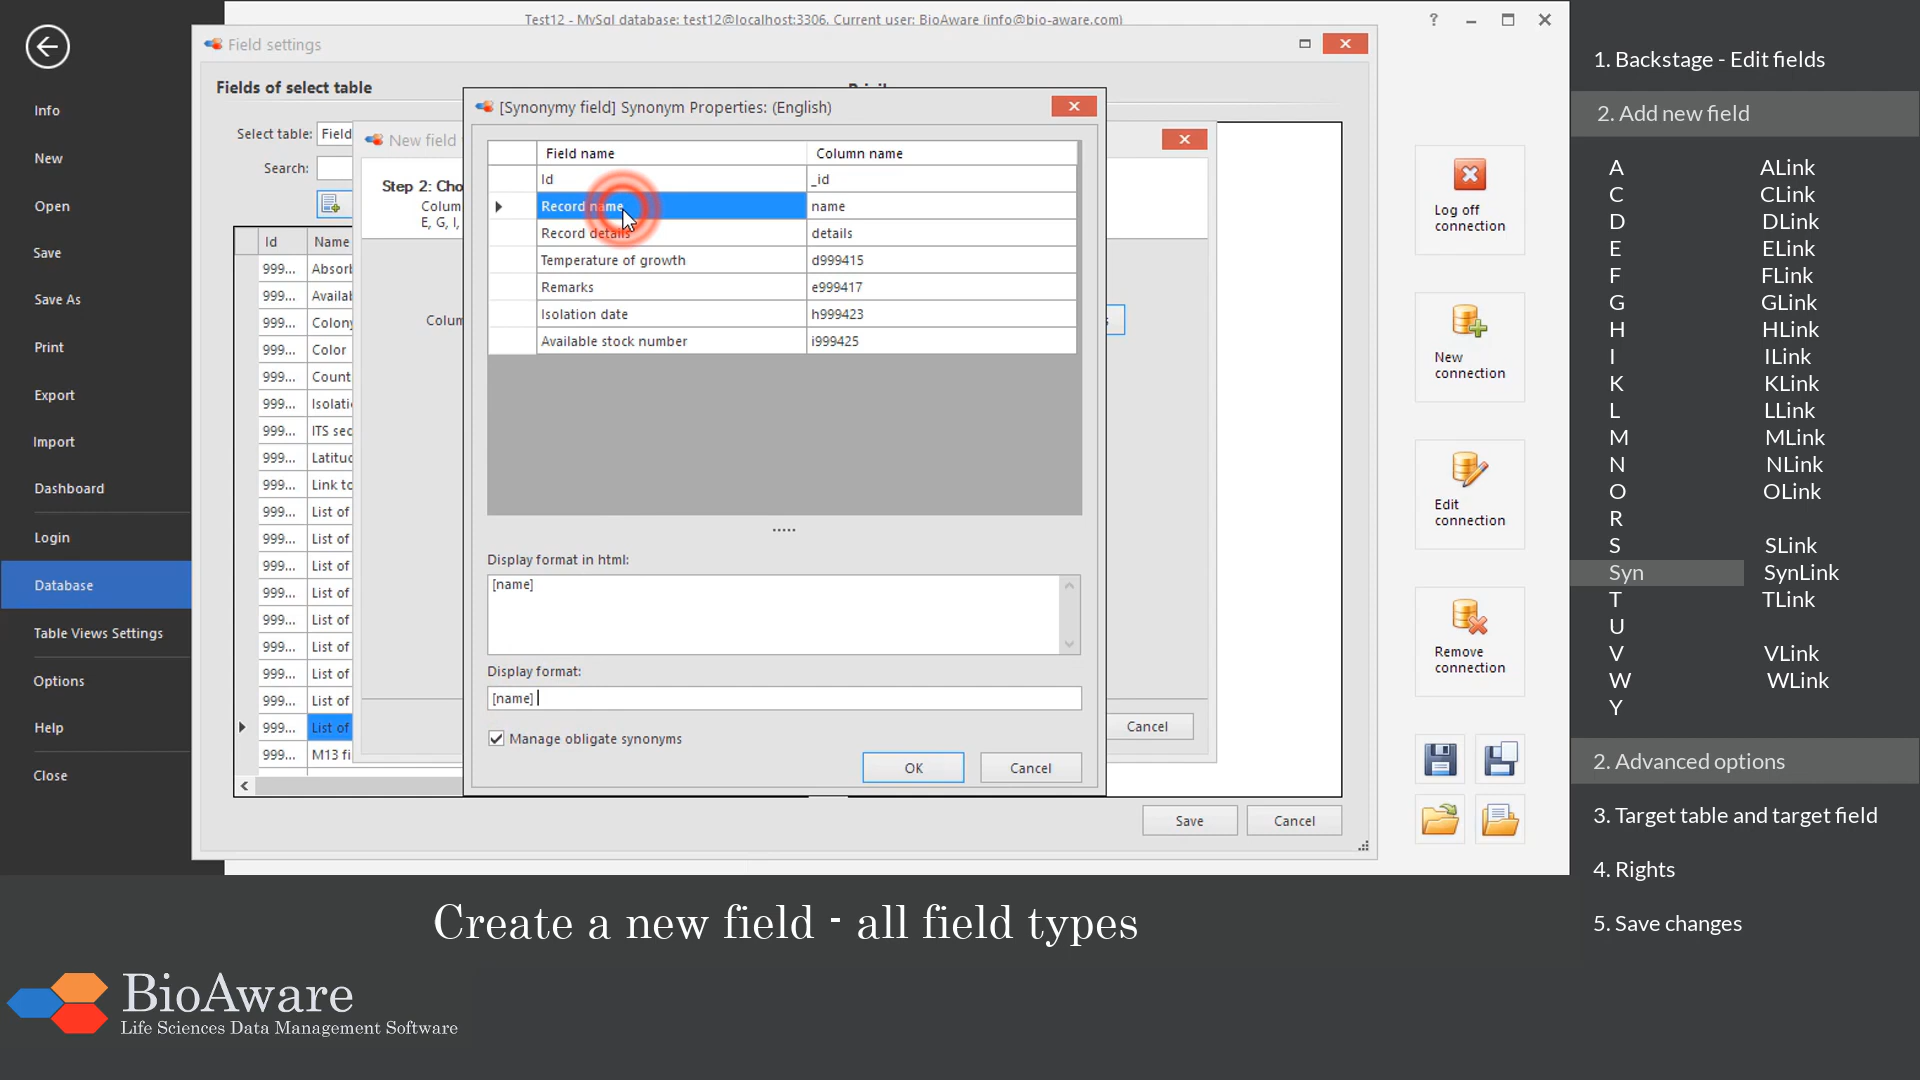 Test12 - MySql database: test12@localhost:3306. Current user: BioAware (info@bio-aware.com)
?
Field settings
Info
New
Open
Save
Save As
Print
Export
Import
Dashboard
Login
Database
Table Views Settings
Options
Help
Close
Fields of select table
Select table: Field
Search:
Id Name
999... Absor
999... Availab
999... Colony
999... Color
999... Count
999... Isolati
999... ITS sec
999... Latitud
999... Link to
999... List of
999... List of
999... List of
999... List of
999... List of
999... List of
999... List of
999... List of
999... List of
999... M13 fi
New field
Step 2: Cho
Colum
E, G, I,
Colum
Cancel
[Synonymy field] Synonym Properties: (English)
Field name Column name
Id _id
Record name name
Record details details
Temperature of growth d999415
Remarks e999417
Isolation date h999423
Available stock number i999425
Display format in html:
[name]
Display format:
[name]
Manage obligate synonyms
OK Cancel
Save Cancel
Log off
connection
New
connection
Edit
connection
Remove
connection
1. Backstage - Edit fields
2. Add new field
A ALink
C CLink
D DLink
E ELink
F FLink
G GLink
H HLink
I ILink
K KLink
L LLink
M MLink
N NLink
O OLink
R
S SLink
Syn SynLink
T TLink
U
V VLink
W WLink
Y
2. Advanced options
3. Target table and target field
4. Rights
5. Save changes
Create a new field - all field types
BioAware
Life Sciences Data Management Software